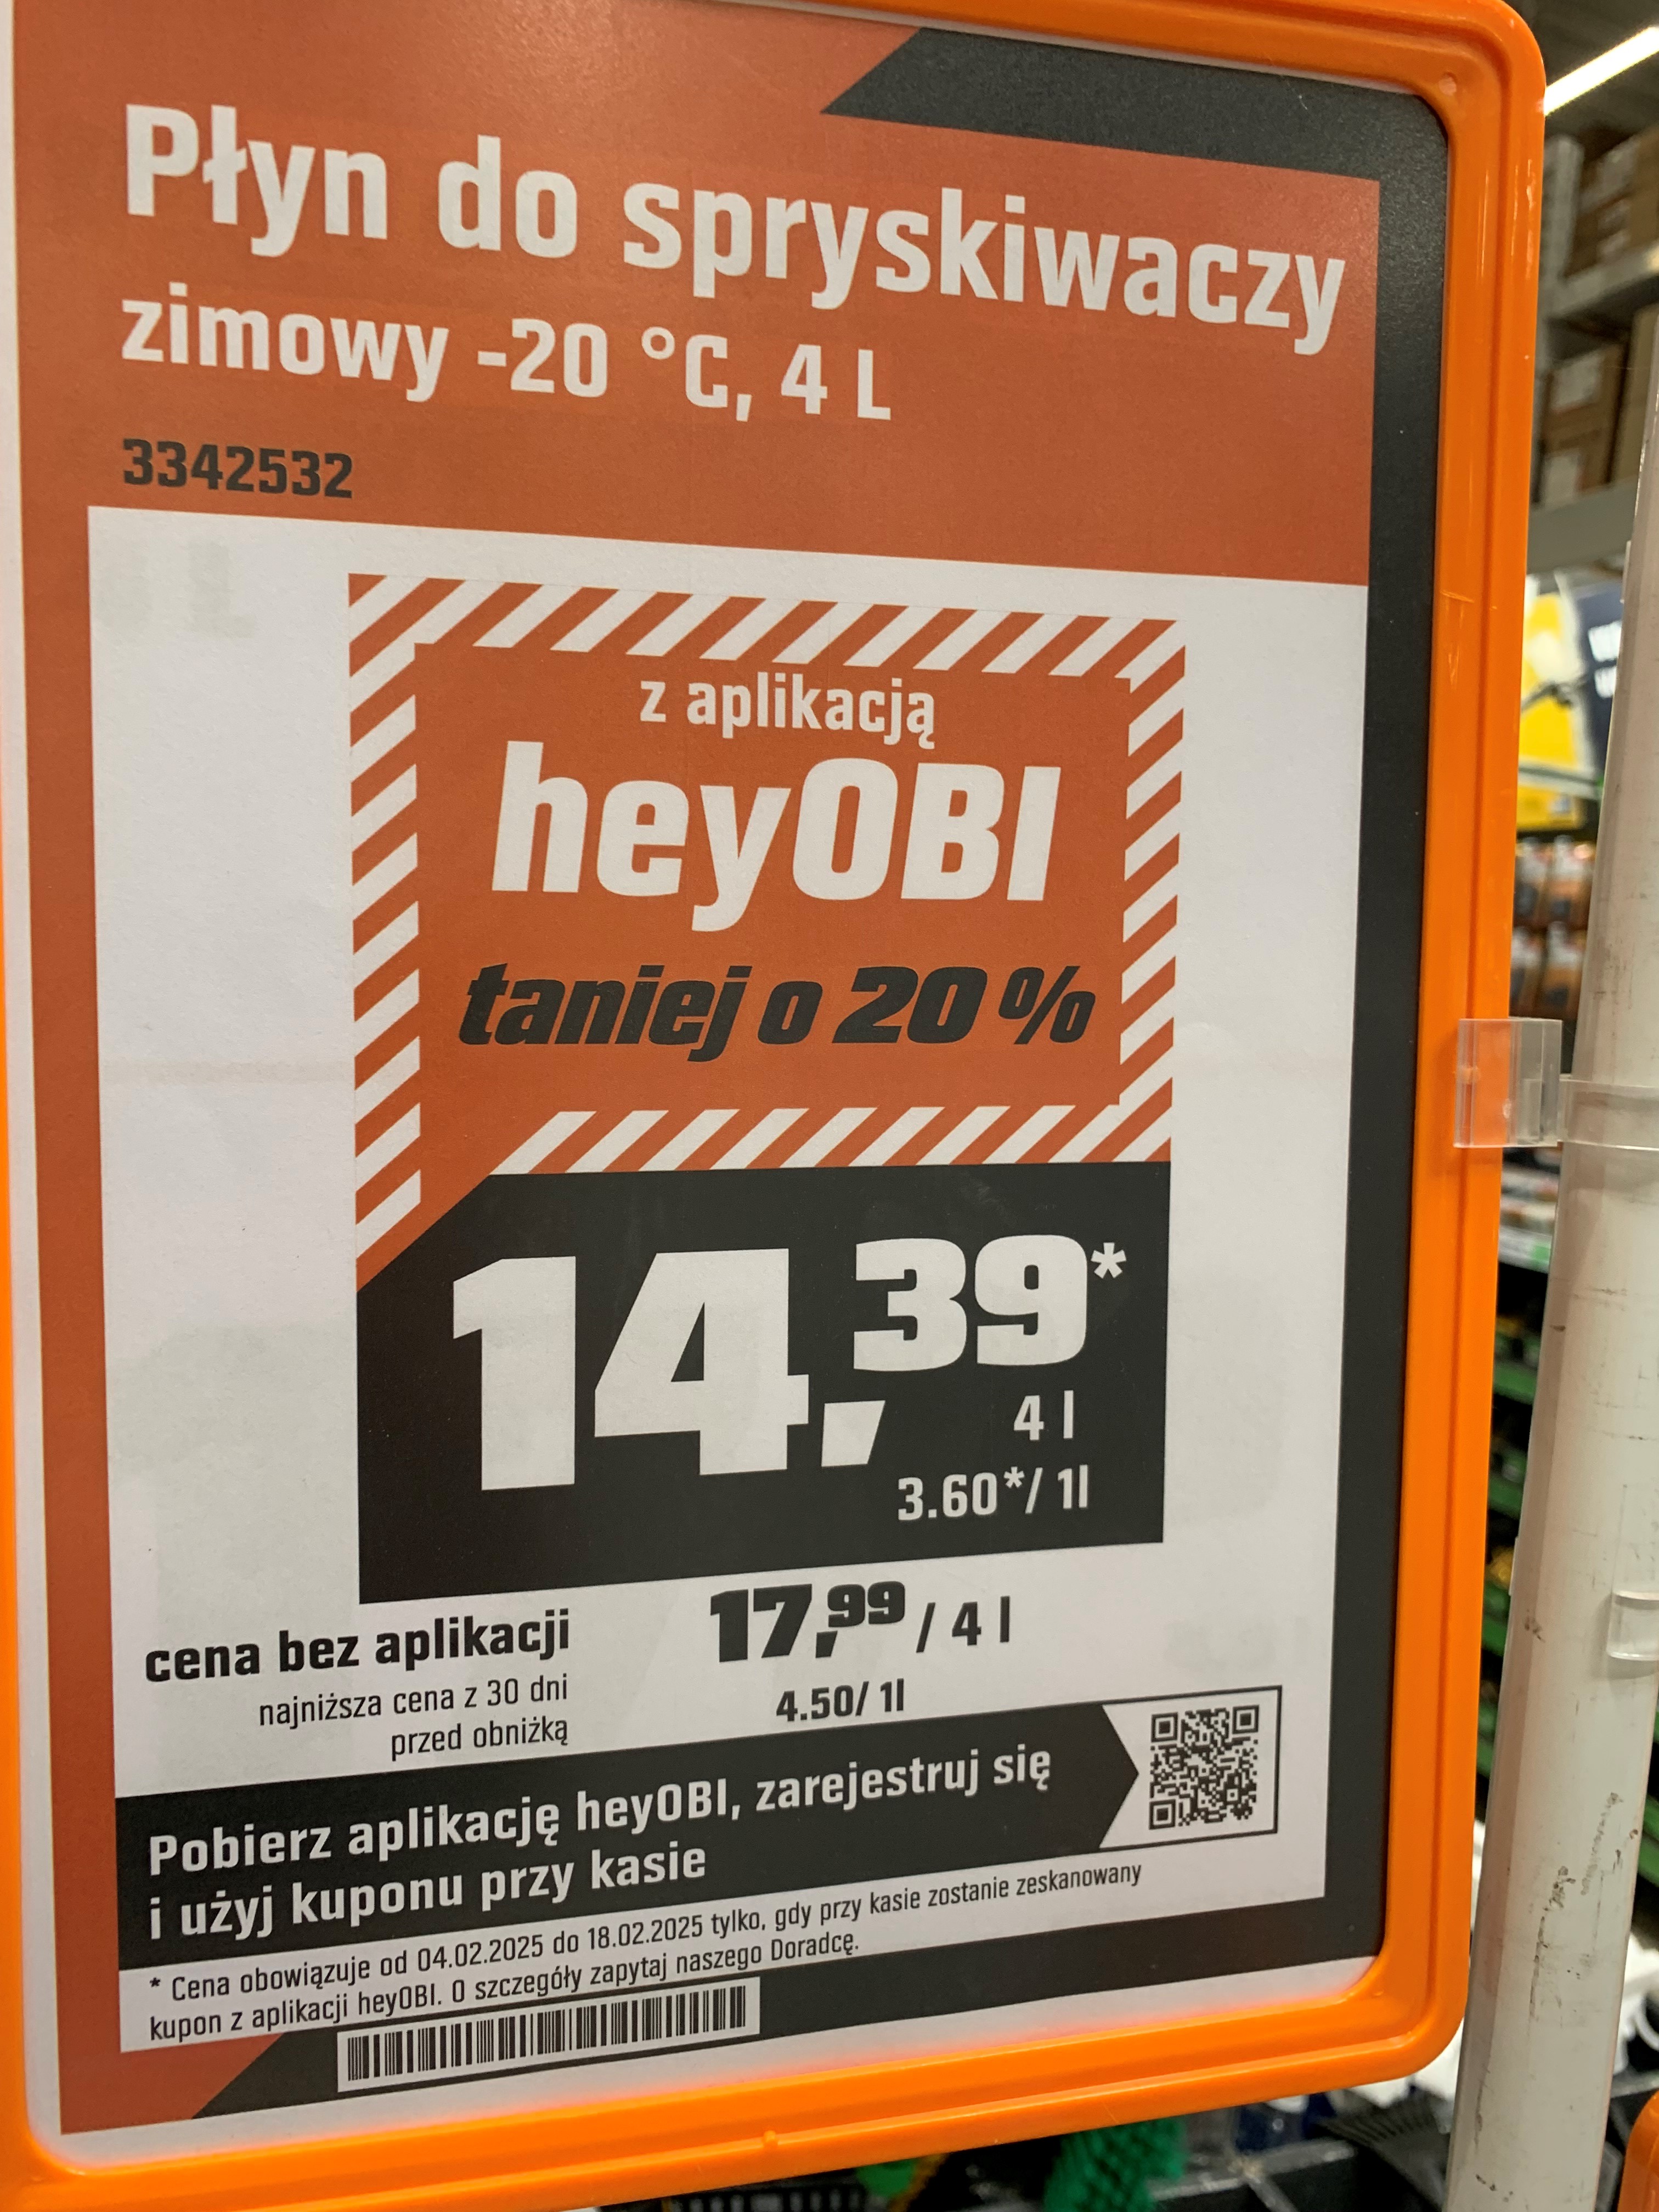 Płyn do spryskiwaczy
zimowy -20 °C, 4 L
3342532
z aplikacją
heyOBI
taniej o 20 %
14,39*
4 l
3.60*/ 1l
cena bez aplikacji 17,99 / 4 l
najniższa cena z 30 dni 4.50/ 1l
przed obniżką
Pobierz aplikację heyOBI, zarejestruj się
i użyj kuponu przy kasie
* Cena obowiązuje od 04.02.2025 do 18.02.2025 tylko, gdy przy kasie zostanie zeskanowany
kupon z aplikacji heyOBI. O szczegóły zapytaj naszego Doradcę.